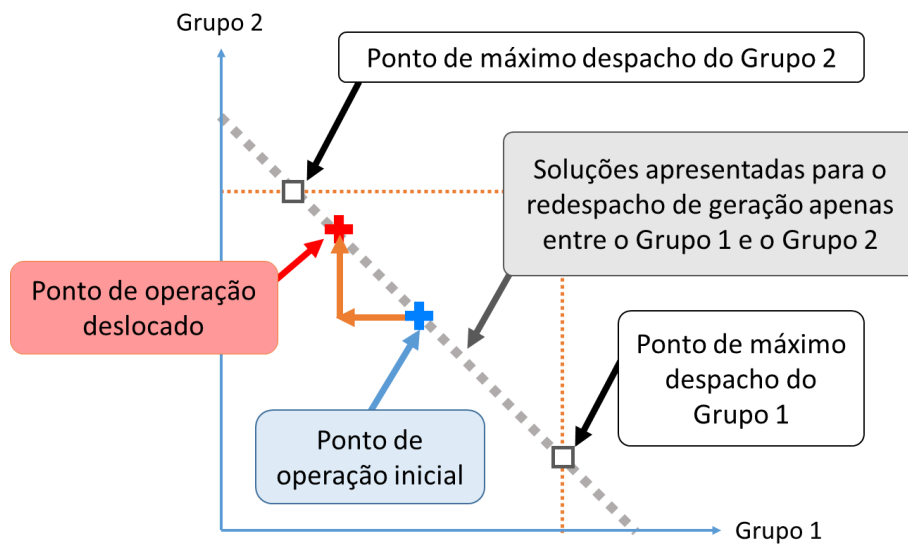 Grupo 2
Ponto de máximo despacho do Grupo 2
Soluções apresentadas para o
redespacho de geração apenas
entre o Grupo 1 e o Grupo 2
Ponto de operação
deslocado
Ponto de máximo
despacho do
Grupo 1
Ponto de
operação inicial
Grupo 1